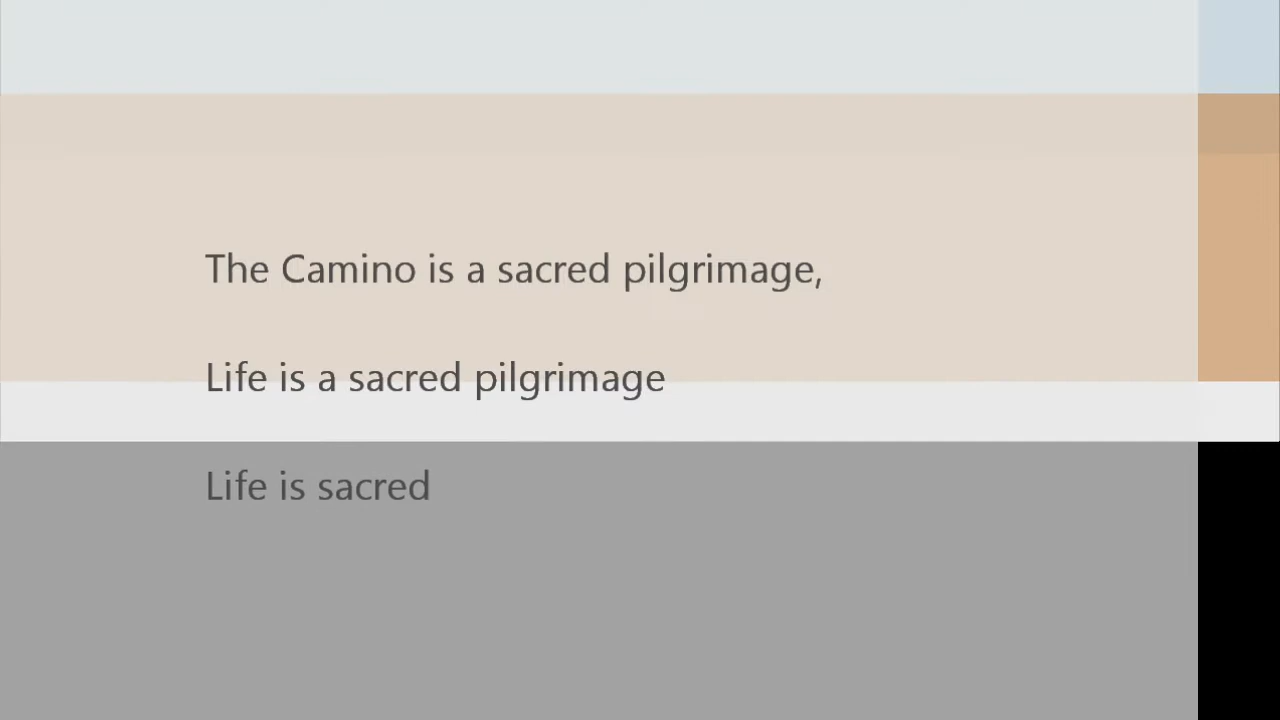 The Camino is a sacred pilgrimage,
Life is a sacred pilgrimage
Life is sacred